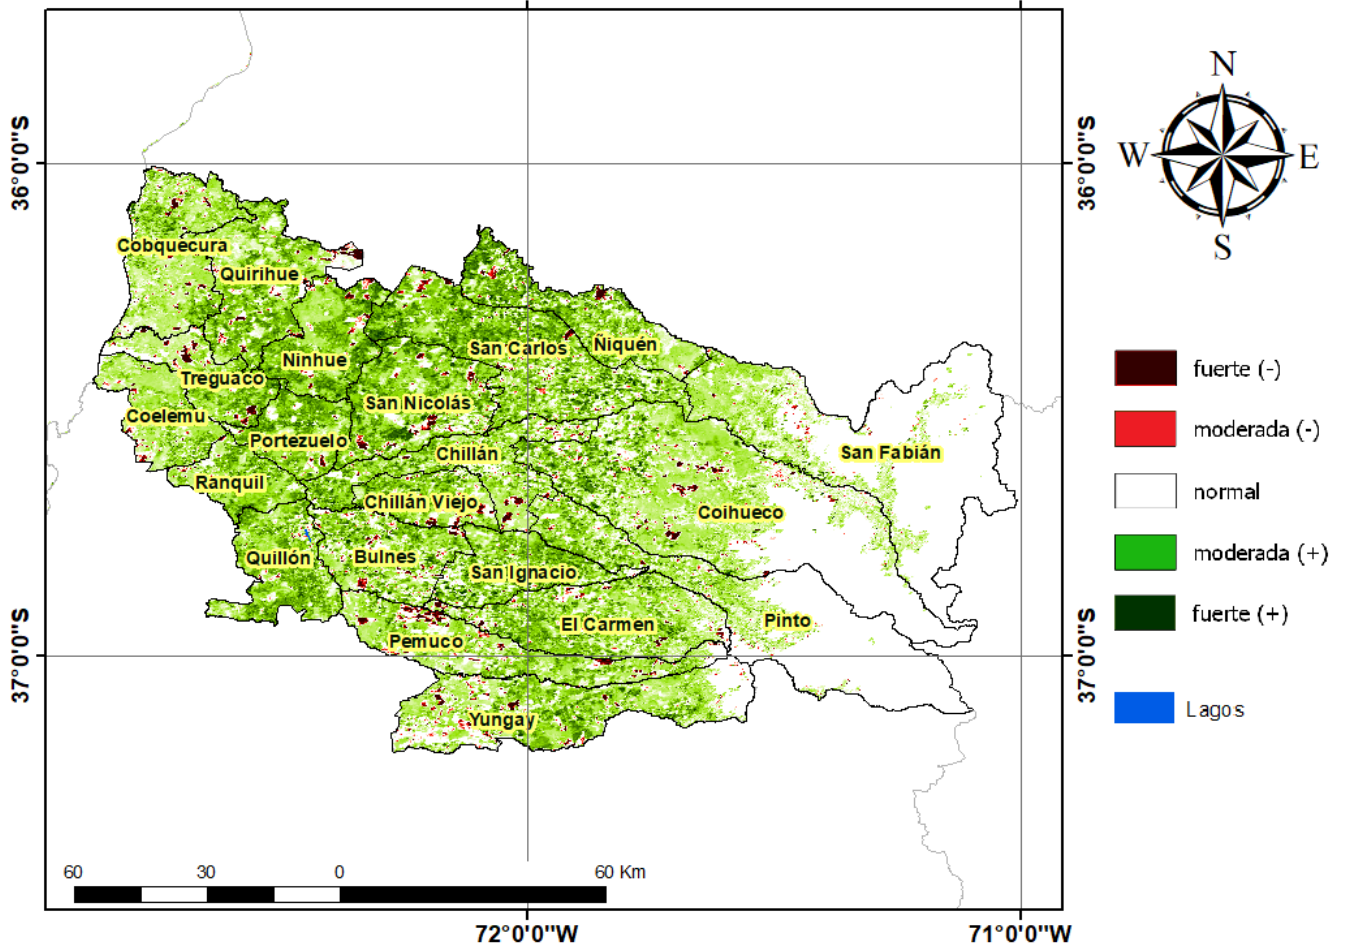 N
W
E
S
36°0'0"S
36°0'0"S
Cobquecura
Quirihue
San Carlos
Ñiquén
Ninhue
Treguaco
San Nicolás
Coelemu
Portezuelo
Chillán
San Fabián
Ranquil
Chillán Viejo
Coihueco
Quillón
Bulnes
San Ignacio
Pinto
El Carmen
Pemuco
Yungay
37°0'0"S
37°0'0"S
fuerte (-)
moderada (-)
normal
moderada (+)
fuerte (+)
Lagos
60 30 0 60 Km
72°0'0"W
71°0'0"W